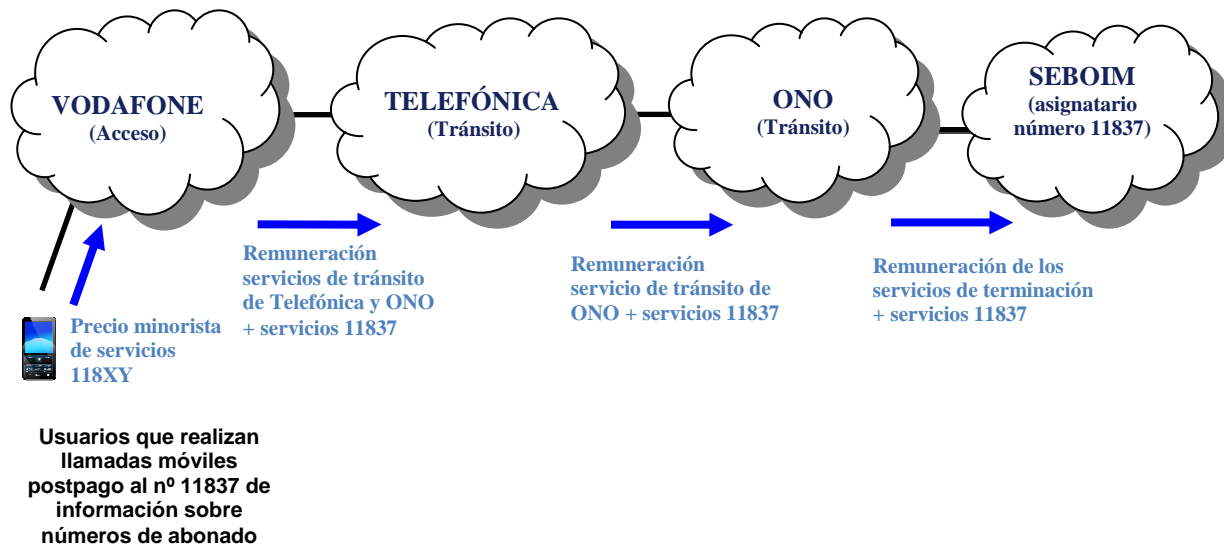 VODAFONE
(Acceso)
TELEFÓNICA
(Tránsito)
ONO
(Tránsito)
SEBOIM
(asignatario
número 11837)
Remuneración
servicios de tránsito
de Telefónica y ONO
+ servicios 11837
Remuneración
servicio de tránsito de
ONO + servicios 11837
Remuneración de los
servicios de terminación
+ servicios 11837
Precio minorista
de servicios
118XY
Usuarios que realizan
llamadas móviles
postpago al nº 11837 de
información sobre
números de abonado